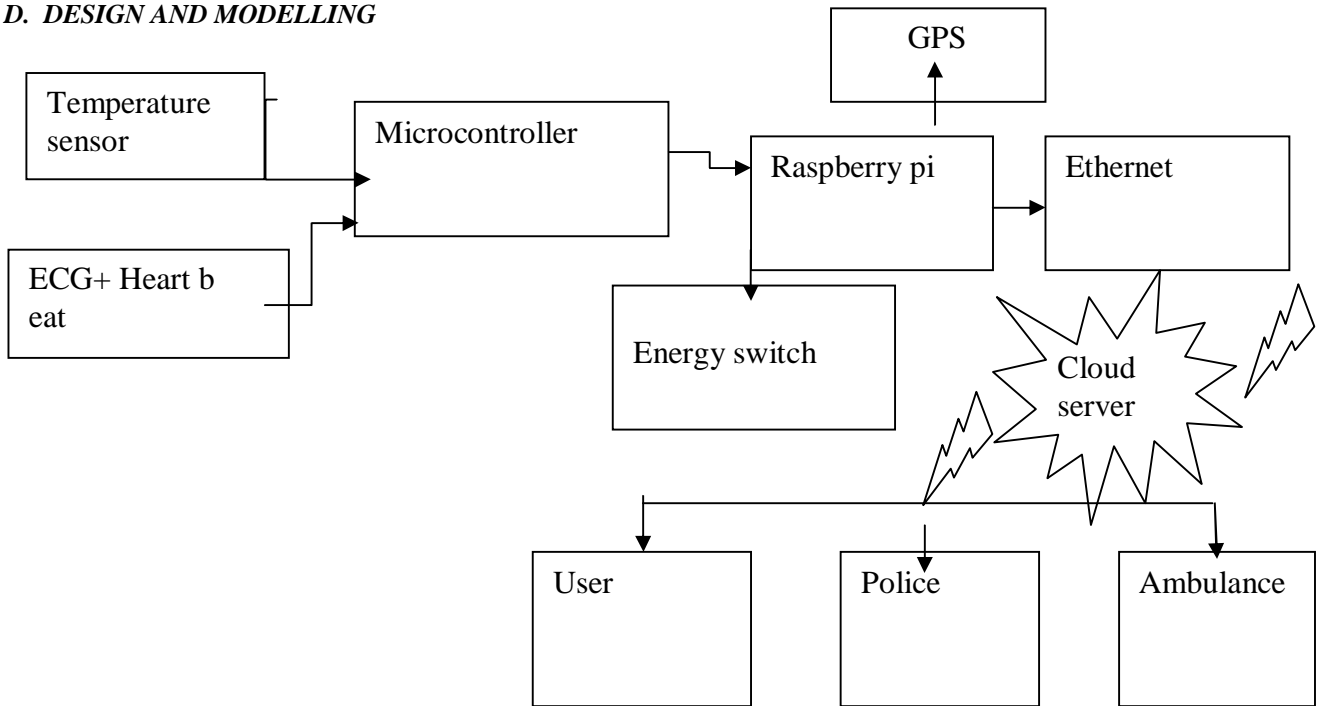 D. DESIGN AND MODELLING
GPS
Temperature
sensor
Microcontroller
Raspberry pi
Ethernet
ECG+ Heart b
eat
Energy switch
Cloud
server
User
Police
Ambulance